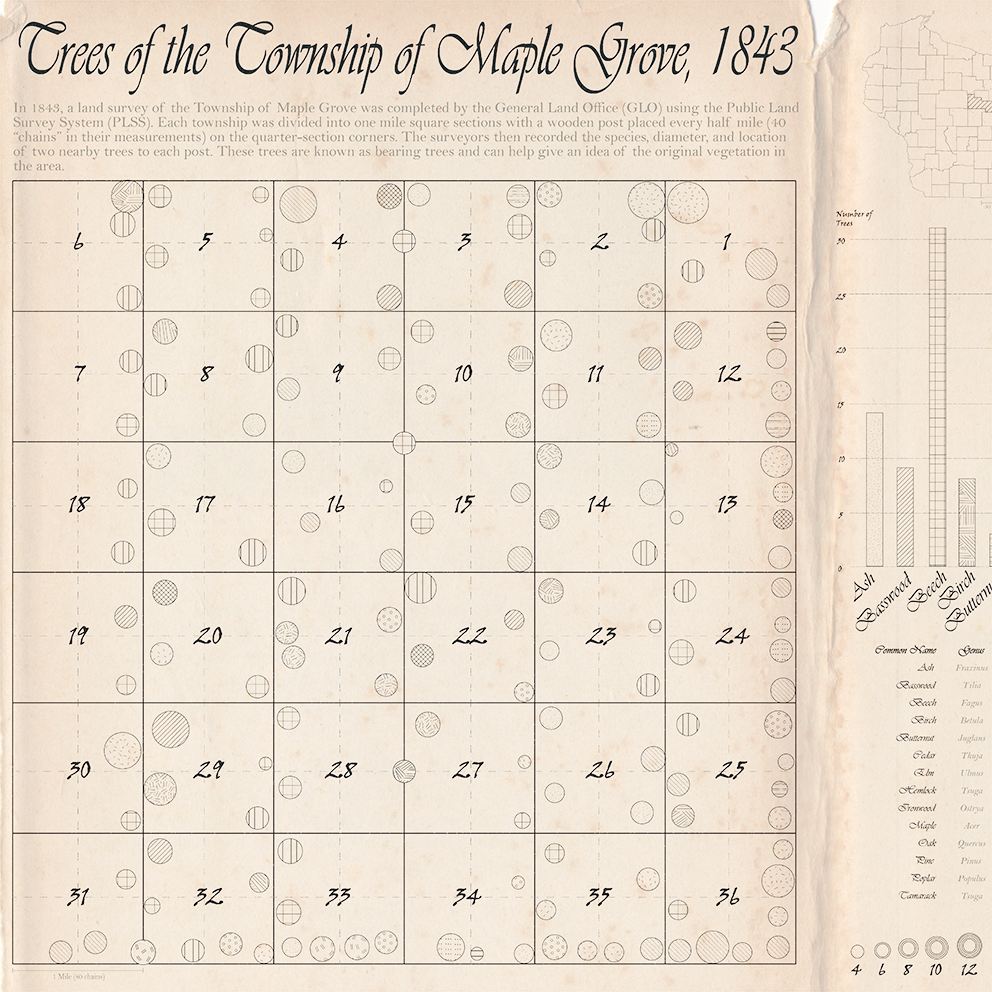 Trees of the Township of Maple Grove, 1843
In 1843, a land survey of the Township of Maple Grove was completed by the General Land Office (GLO) using the Public Land
Survey System (PLSS). Each township was divided into one mile square sections with a wooden post placed every half mile (40
"chains" in their measurements) on the quarter-section corners. The surveyors then recorded the species, diameter, and location
of two nearby trees to each post. These trees are known as bearing trees and can help give an idea of the original vegetation in
the area.
6 5 4 3 2 1
7 8 9 10 11 12
18 17 16 15 14 13
19 20 21 22 23 24
30 29 28 27 26 25
31 32 33 34 35 36
1 Mile (80 chains)
Number of
Trees
30
25
20
15
10
5
0
Ash
Basswood
Beech
Birch
Common Name Genus
Ash Fraxinus
Basswood Tilia
Beech Fagus
Birch Betula
Butternut Juglans
Cedar Thuja
Elm Ulmus
Hemlock Tsuga
Ironwood Ostrya
Maple Acer
Oak Quercus
Pine Pinus
Poplar Populus
Tamarack Tsuga
4 6 8 10 12